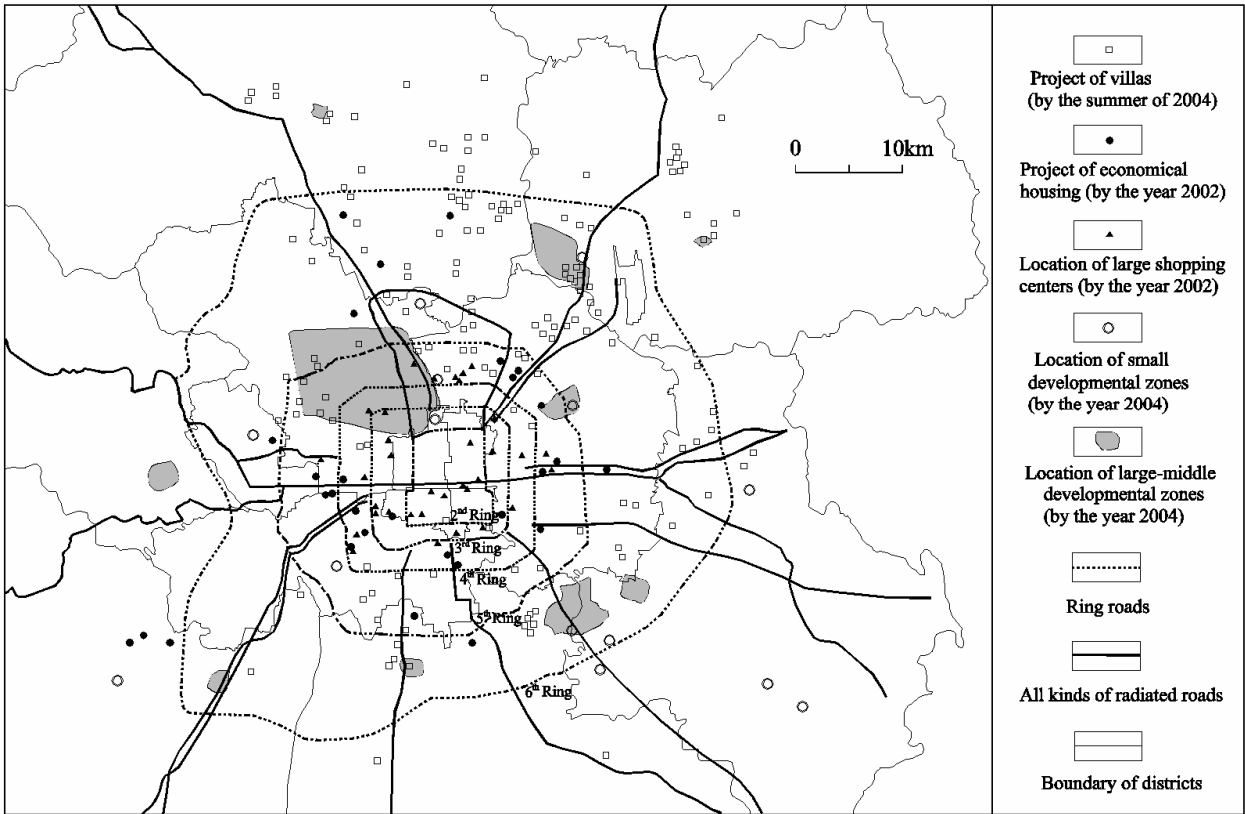 0 10km
2nd Ring
3rd Ring
4th Ring
5th Ring
6th Ring
Project of villas
(by the summer of 2004)
Project of economical
housing (by the year 2002)
Location of large shopping
centers (by the year 2002)
Location of small
developmental zones
(by the year 2004)
Location of large-middle
developmental zones
(by the year 2004)
Ring roads
All kinds of radiated roads
Boundary of districts